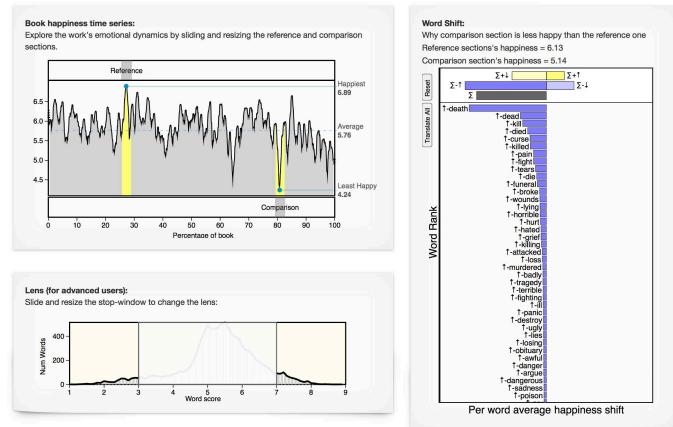 Book happiness time series:
Explore the work's emotional dynamics by sliding and resizing the reference and comparison
sections.
Reference
Happiest
6.89
Average
5.76
Least Happy
4.24
6.5
6.0
5.5
5.0
4.5
Comparison
0 10 20 30 40 50 60 70 80 90 100
Percentage of book
Lens (for advanced users):
Slide and resize the stop-window to change the lens:
Num Words
400
200
0
1 2 3 4 5 6 7 8 9
Word score
Word Shift:
Why comparison section is less happy than the reference one
Reference sections's happiness = 6.13
Comparison section's happiness = 5.14
Reset
Translate All
Σ+↓ Σ+↑
Σ-↑ Σ-↓
Σ
Word Rank
↑-death
↑-dead
↑-kill
↑-died
↑-curse
↑-killed
↑-pain
↑-fight
↑-tears
↑-die
↑-funeral
↑-broke
↑-wounds
↑-lying
↑-horrible
↑-hurt
↑-hated
↑-grief
↑-killing
↑-attacked
↑-loss
↑-murdered
↑-badly
↑-tragedy
↑-terrible
↑-fighting
↑-ill
↑-panic
↑-destroy
↑-ugly
↑-lies
↑-losing
↑-obituary
↑-awful
↑-danger
↑-argue
↑-dangerous
↑-sadness
↑-poison
Per word average happiness shift